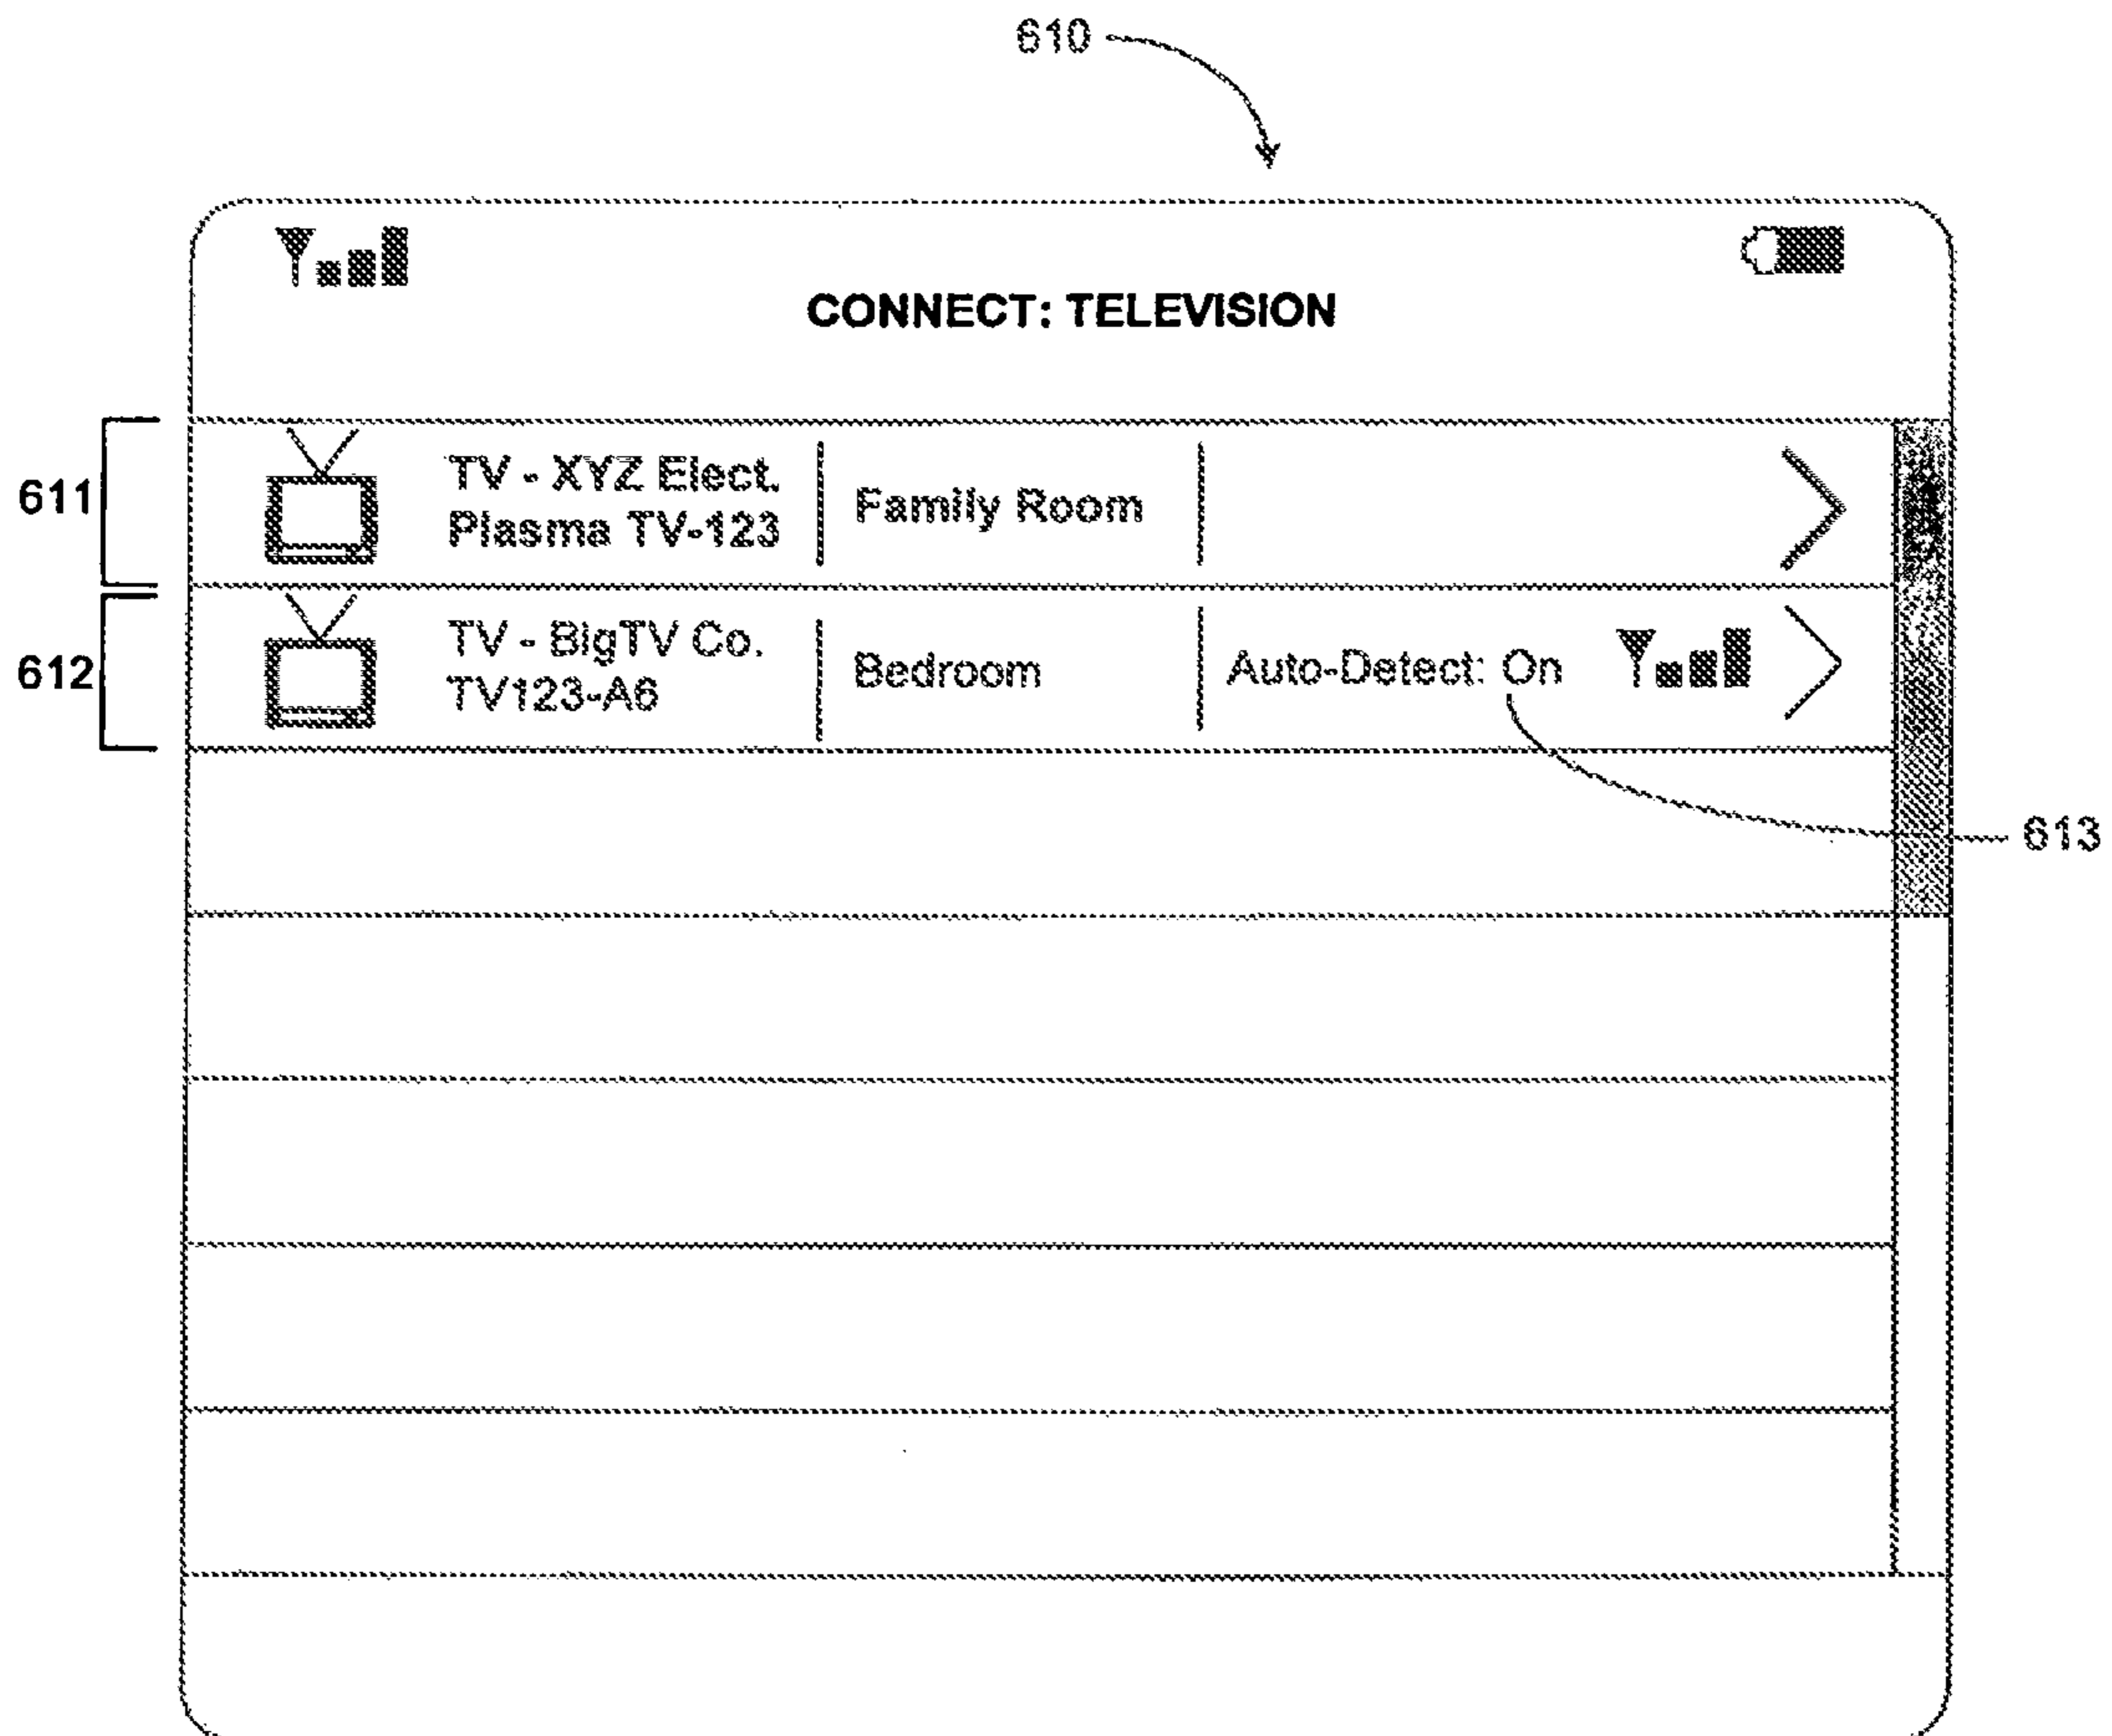 610
CONNECT: TELEVISION
611
TV - XYZ Elect.
Plasma TV-123
Family Room
612
TV - BigTV Co.
TV123-A6
Bedroom
Auto-Detect: On
613